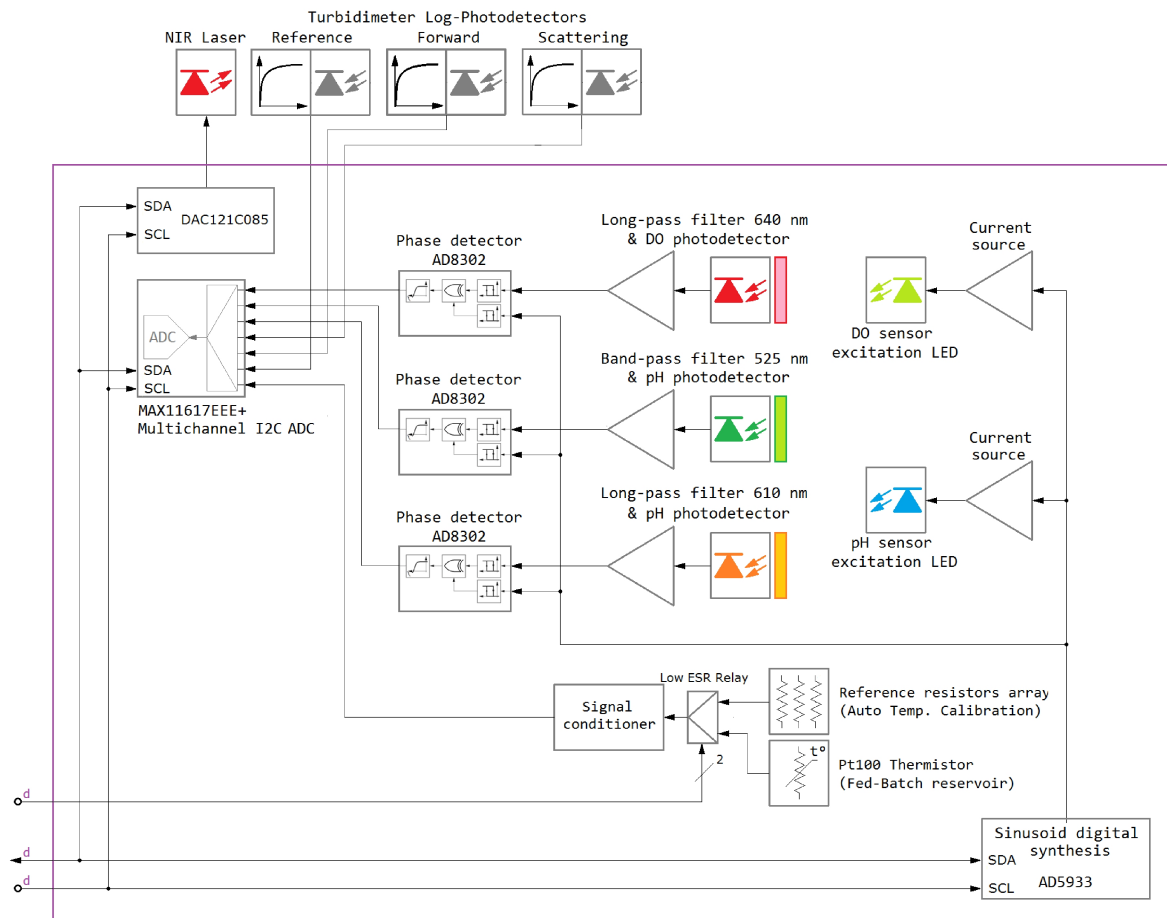 Turbidimeter Log-Photodetectors
NIR Laser
Reference
Forward
Scattering
SDA
DAC121C085
SCL
Long-pass filter 640 nm
& DO photodetector
Current
source
Phase detector
AD8302
ADC
SDA
SCL
MAX11617EEE+
Multichannel I2C ADC
DO sensor
excitation LED
Band-pass filter 525 nm
& pH photodetector
Phase detector
AD8302
Current
source
Long-pass filter 610 nm
& pH photodetector
Phase detector
AD8302
pH sensor
excitation LED
Low ESR Relay
Signal
conditioner
Reference resistors array
(Auto Temp. Calibration)
2
t°
Pt100 Thermistor
(Fed-Batch reservoir)
d
Sinusoid digital
synthesis
d
SDA
AD5933
d
SCL